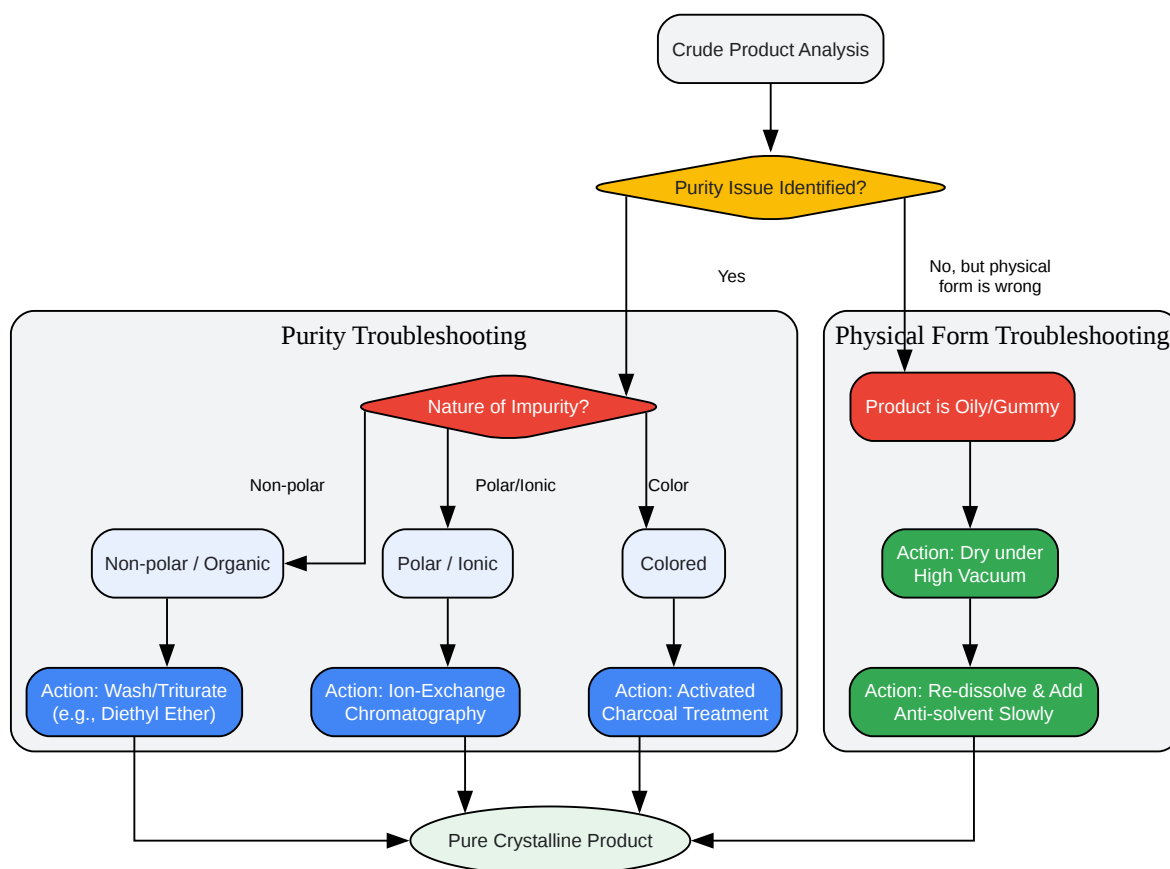 Crude Product Analysis
Purity Issue Identified?
Yes
No, but physical
form is wrong
Purity Troubleshooting
Physical Form Troubleshooting
Nature of Impurity?
Product is Oily/Gummy
Non-polar
Polar/Ionic
Color
Non-polar / Organic
Polar / Ionic
Colored
Action: Dry under
High Vacuum
Action: Wash/Triturate
(e.g., Diethyl Ether)
Action: Ion-Exchange
Chromatography
Action: Activated
Charcoal Treatment
Action: Re-dissolve & Add
Anti-solvent Slowly
Pure Crystalline Product